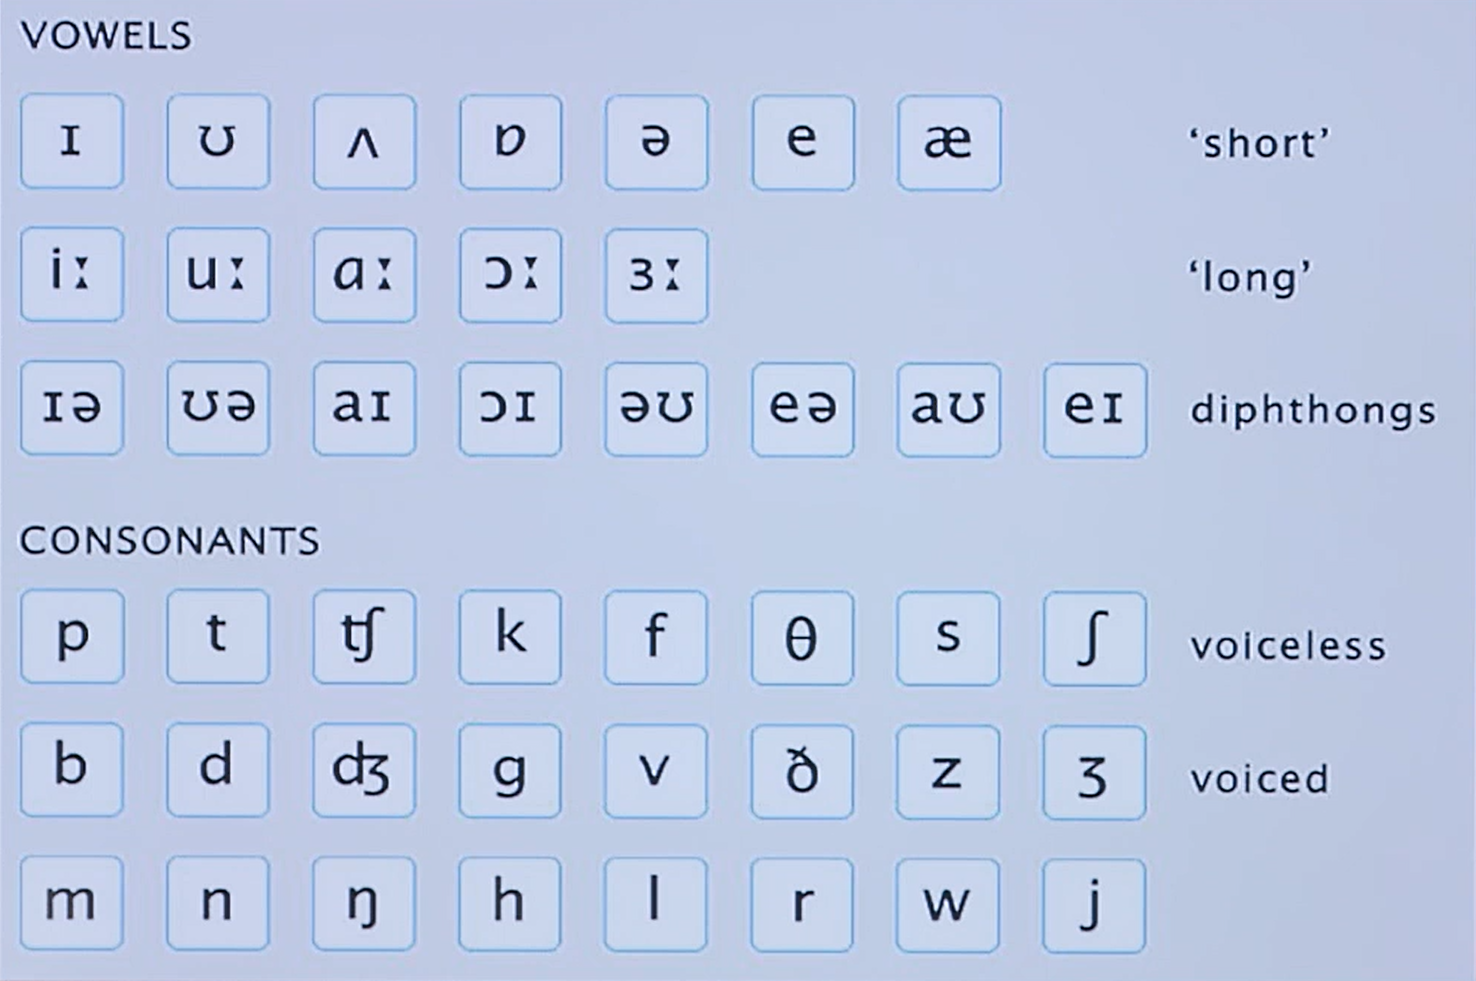 VOWELS
ɪ ʊ ʌ ɒ ə e æ ‘short’
iː uː ɑː ɔː ɜː ‘long’
ɪə ʊə aɪ ɔɪ əʊ eə aʊ eɪ diphthongs
CONSONANTS
p t ʧ k f θ s ʃ voiceless
b d ʤ g v ð z ʒ voiced
m n ŋ h l r w j